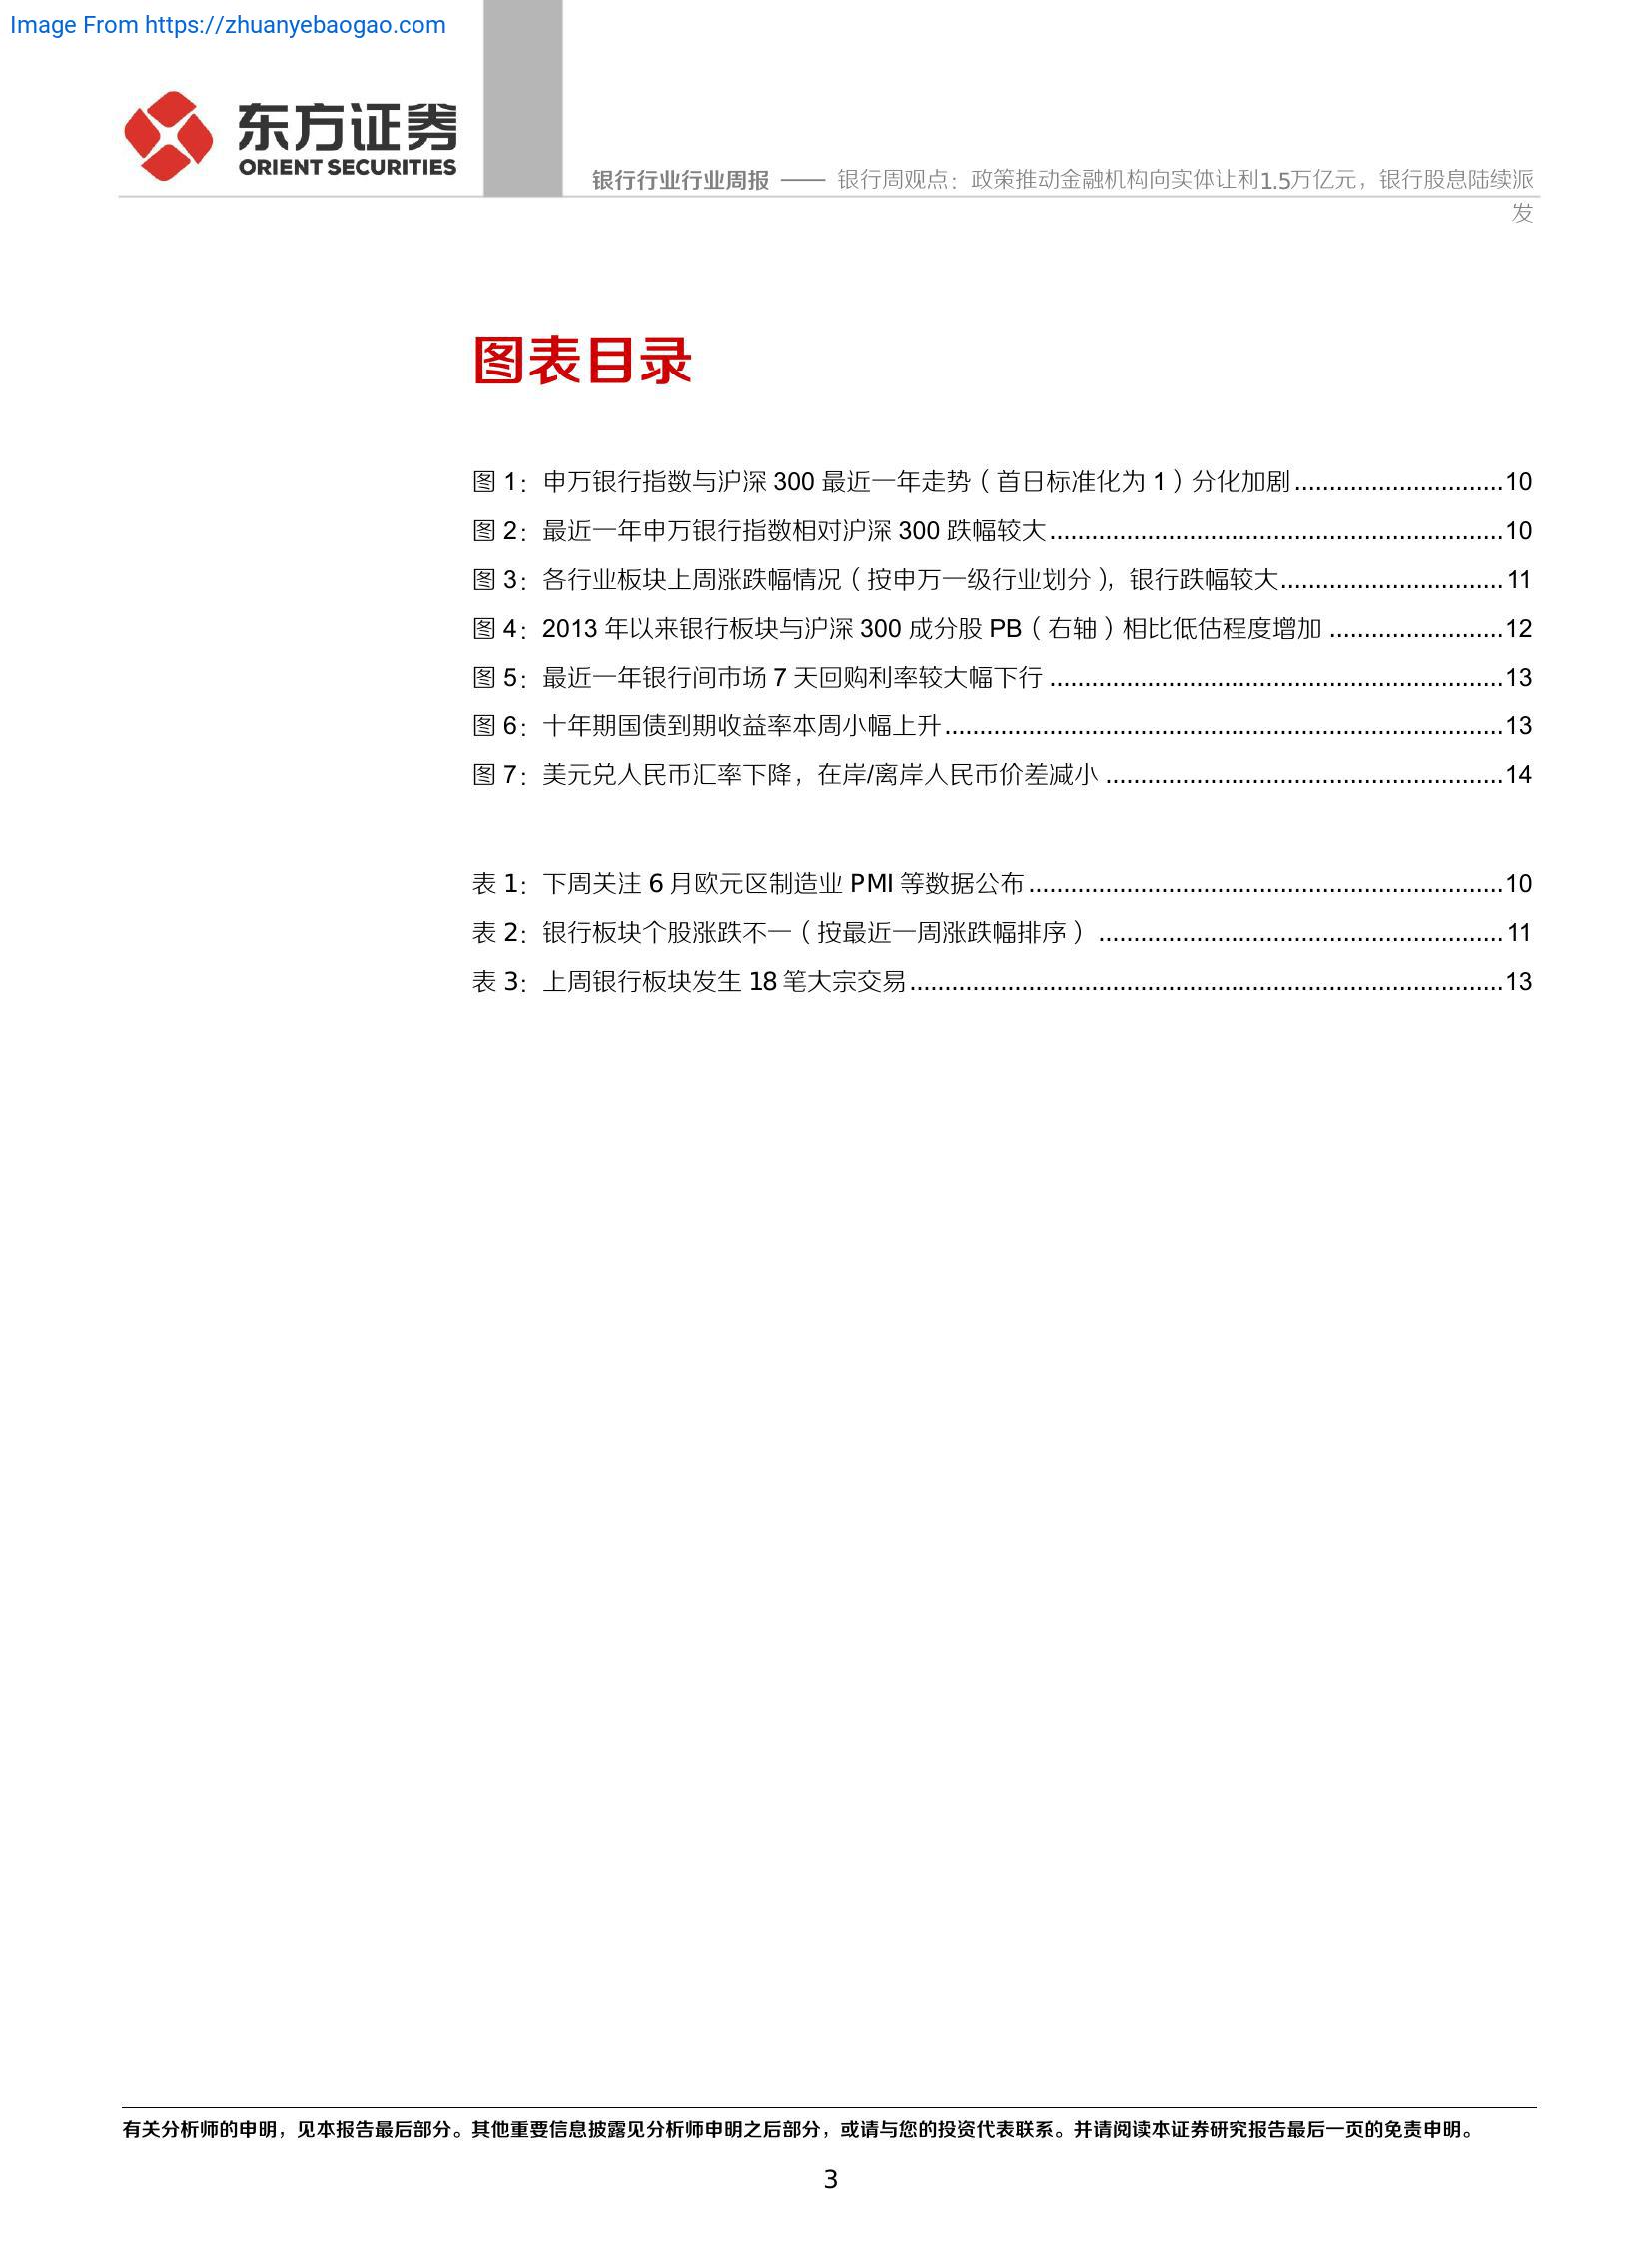 Image From https://zhuanyebaogao.com
东方证券
ORIENT SECURITIES
银行行业行业周报 —— 银行周观点：政策推动金融机构向实体让利1.5万亿元，银行股息陆续派
发
图表目录
图 1：申万银行指数与沪深 300 最近一年走势（首日标准化为 1）分化加剧..............................10
图 2：最近一年申万银行指数相对沪深 300 跌幅较大.................................................................10
图 3：各行业板块上周涨跌幅情况（按申万一级行业划分），银行跌幅较大................................11
图 4：2013 年以来银行板块与沪深 300 成分股 PB（右轴）相比低估程度增加 .........................12
图 5：最近一年银行间市场 7 天回购利率较大幅下行 .................................................................13
图 6：十年期国债到期收益率本周小幅上升................................................................................13
图 7：美元兑人民币汇率下降，在岸/离岸人民币价差减小 .........................................................14
表 1：下周关注 6 月欧元区制造业 PMI 等数据公布....................................................................10
表 2：银行板块个股涨跌不一（按最近一周涨跌幅排序） ..........................................................11
表 3：上周银行板块发生 18 笔大宗交易.....................................................................................13
有关分析师的申明，见本报告最后部分。其他重要信息披露见分析师申明之后部分，或请与您的投资代表联系。并请阅读本证券研究报告最后一页的免责申明。
3